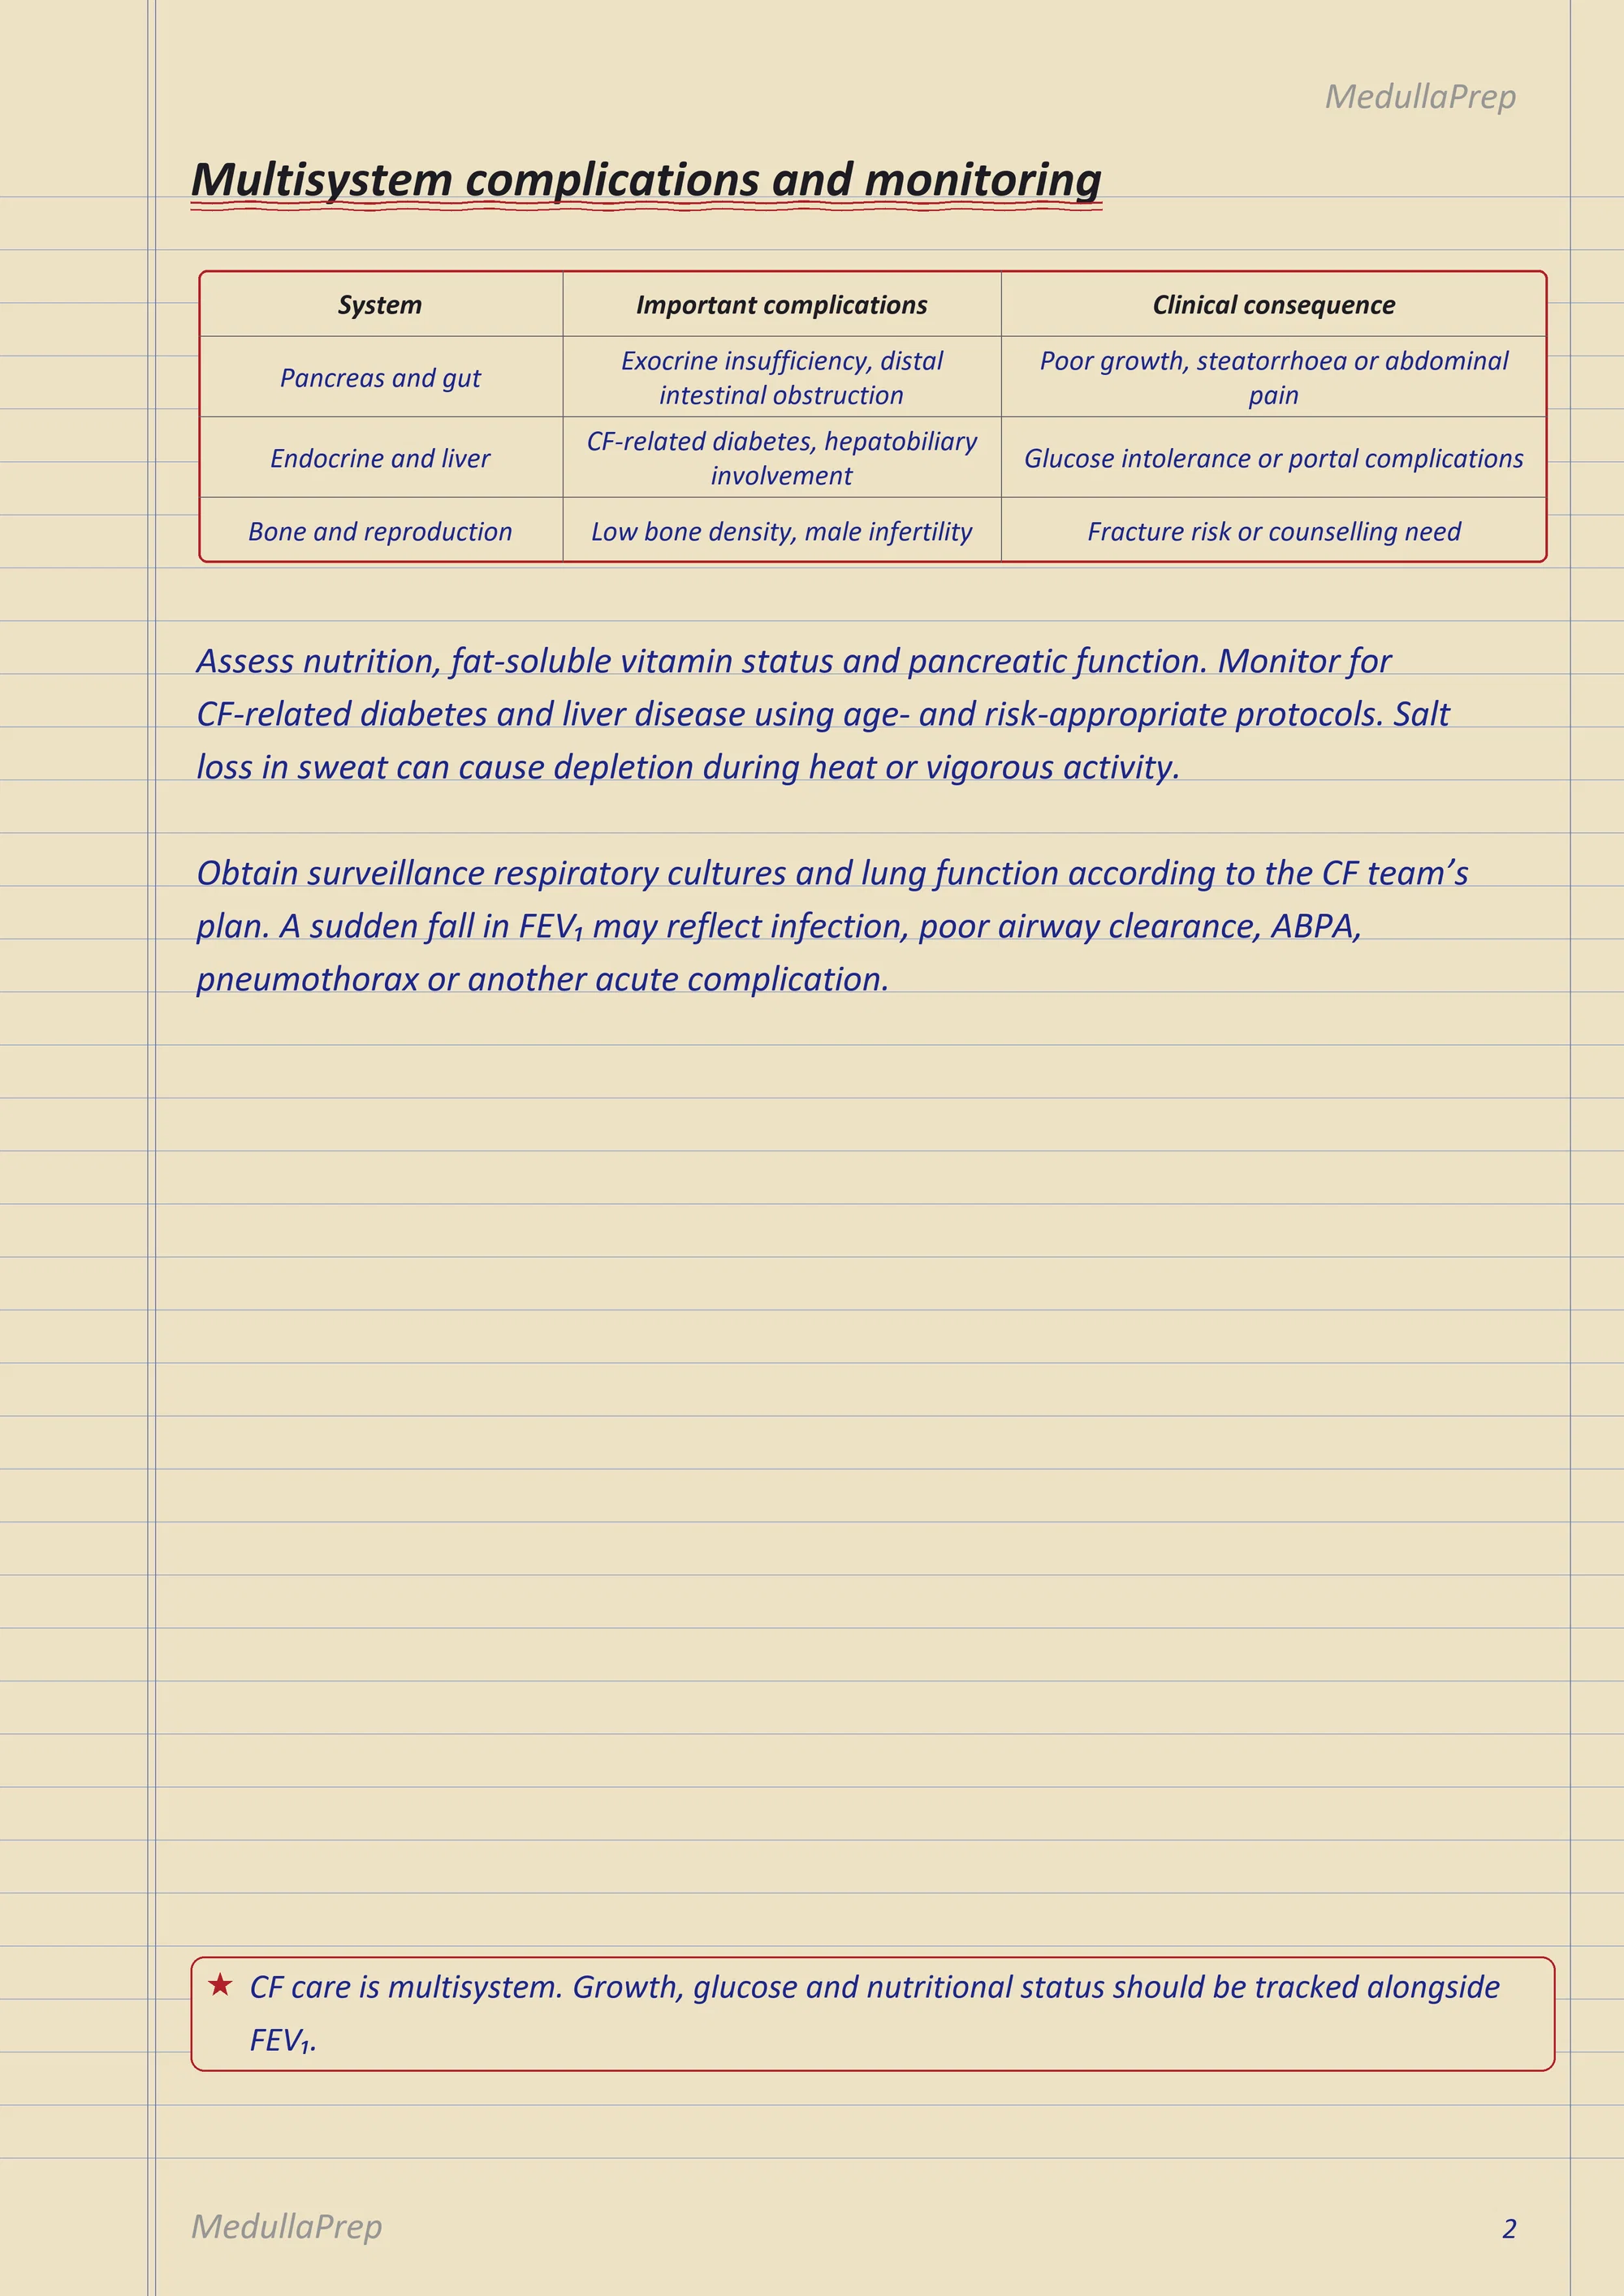 MedullaPrep
Multisystem complications and monitoring
System
Important complications
Clinical consequence
Pancreas and gut
Exocrine insufficiency, distal
intestinal obstruction
Poor growth, steatorrhoea or abdominal
pain
Endocrine and liver
CF-related diabetes, hepatobiliary
involvement
Glucose intolerance or portal complications
Bone and reproduction
Low bone density, male infertility
Fracture risk or counselling need
Assess nutrition, fat-soluble vitamin status and pancreatic function. Monitor for
CF-related diabetes and liver disease using age- and risk-appropriate protocols. Salt
loss in sweat can cause depletion during heat or vigorous activity.
Obtain surveillance respiratory cultures and lung function according to the CF team’s
plan. A sudden fall in FEV₁ may reflect infection, poor airway clearance, ABPA,
pneumothorax or another acute complication.
★ CF care is multisystem. Growth, glucose and nutritional status should be tracked alongside
FEV₁.
MedullaPrep
2